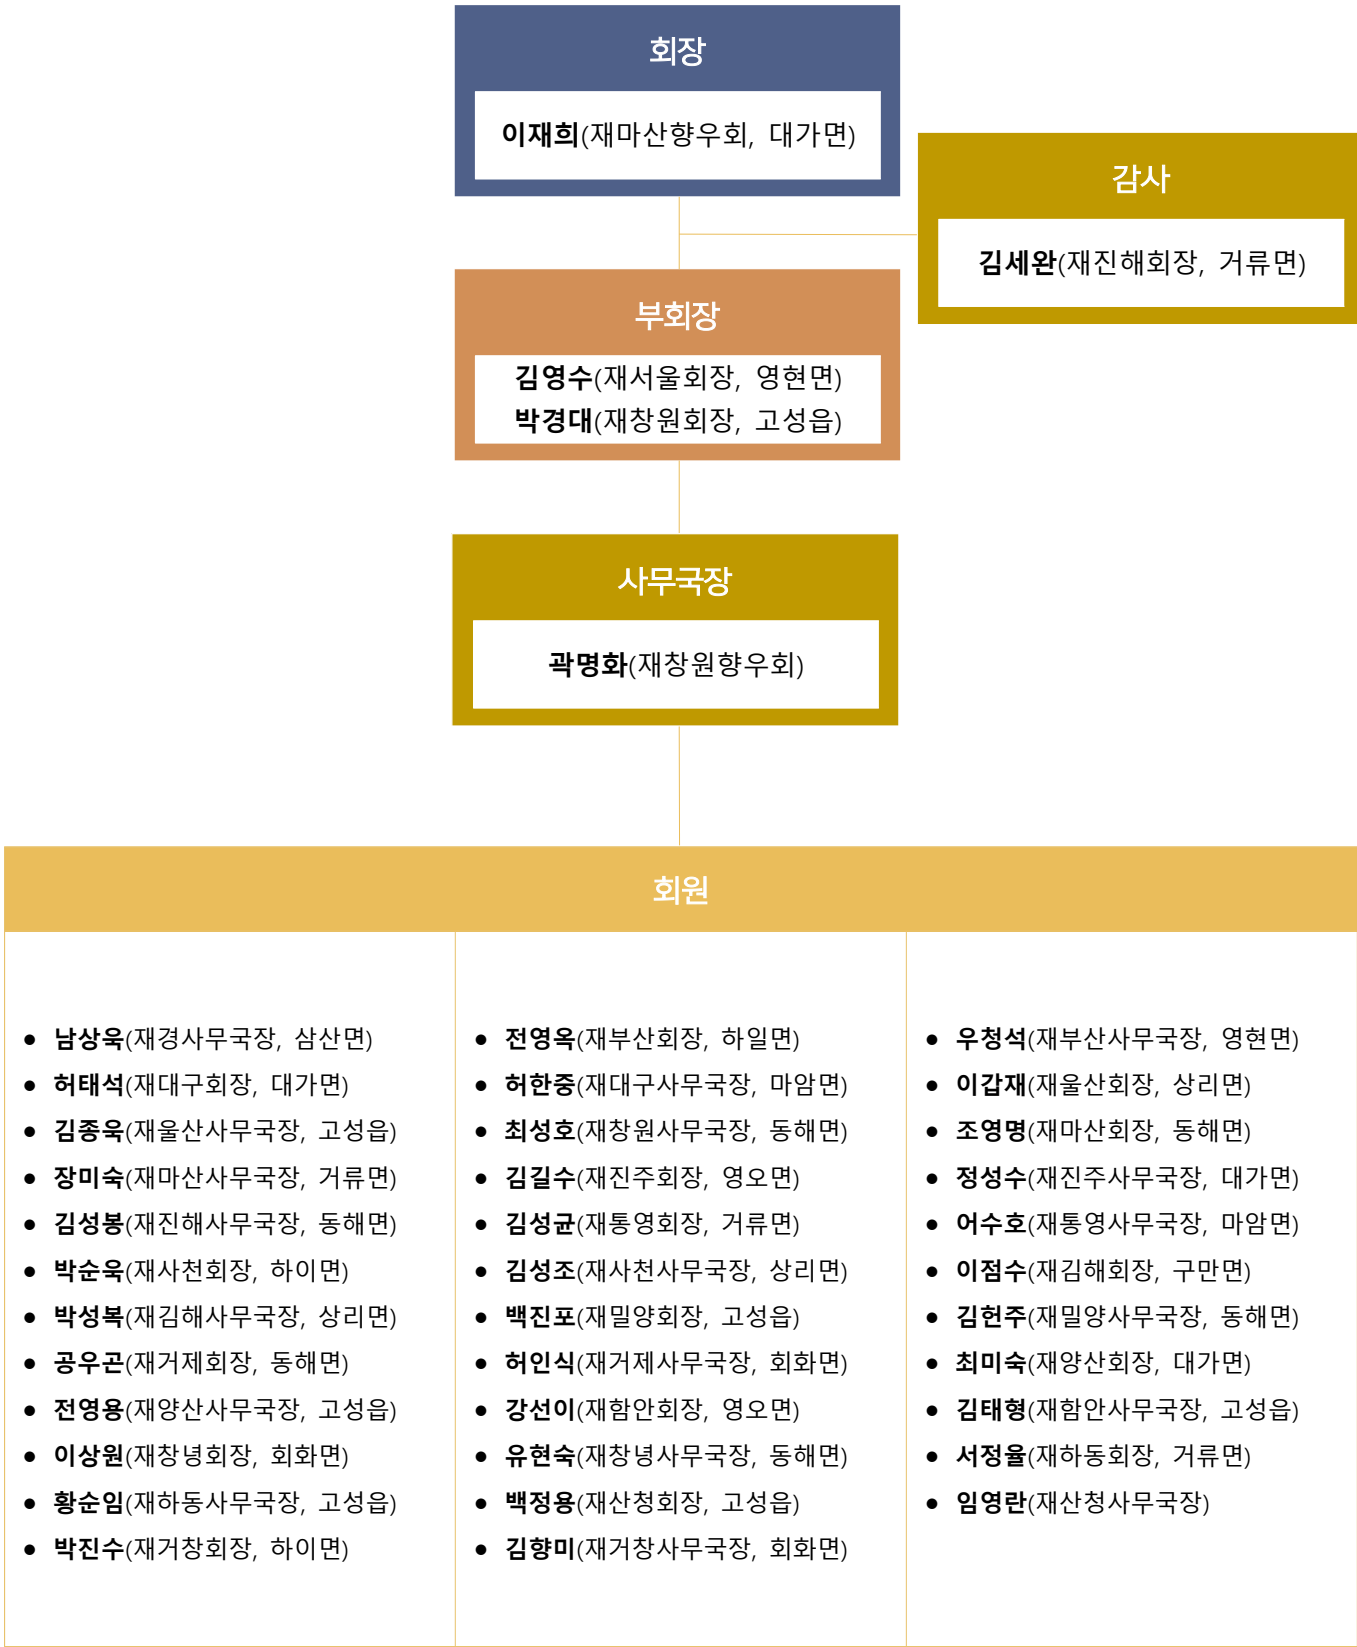 회장
이재희(재마산향우회, 대가면)
감사
김세완(재진해회장, 거류면)
부회장
김영수(재서울회장, 영현면)
박경대(재창원회장, 고성읍)
사무국장
곽명화(재창원향우회)
회원
● 남상욱(재경사무국장, 삼산면)
● 허태석(재대구회장, 대가면)
● 김종욱(재울산사무국장, 고성읍)
● 장미숙(재마산사무국장, 거류면)
● 김성봉(재진해사무국장, 동해면)
● 박순욱(재사천회장, 하이면)
● 박성복(재김해사무국장, 상리면)
● 공우곤(재거제회장, 동해면)
● 전영용(재양산사무국장, 고성읍)
● 이상원(재창녕회장, 회화면)
● 황순임(재하동사무국장, 고성읍)
● 박진수(재거창회장, 하이면)
● 전영옥(재부산회장, 하일면)
● 허한중(재대구사무국장, 마암면)
● 최성호(재창원사무국장, 동해면)
● 김길수(재진주회장, 영오면)
● 김성균(재통영회장, 거류면)
● 김성조(재사천사무국장, 상리면)
● 백진포(재밀양회장, 고성읍)
● 허인식(재거제사무국장, 회화면)
● 강선이(재함안회장, 영오면)
● 유현숙(재창녕사무국장, 동해면)
● 백정용(재산청회장, 고성읍)
● 김향미(재거창사무국장, 회화면)
● 우청석(재부산사무국장, 영현면)
● 이갑재(재울산회장, 상리면)
● 조영명(재마산회장, 동해면)
● 정성수(재진주사무국장, 대가면)
● 어수호(재통영사무국장, 마암면)
● 이점수(재김해회장, 구만면)
● 김헌주(재밀양사무국장, 동해면)
● 최미숙(재양산회장, 대가면)
● 김태형(재함안사무국장, 고성읍)
● 서정율(재하동회장, 거류면)
● 임영란(재산청사무국장)